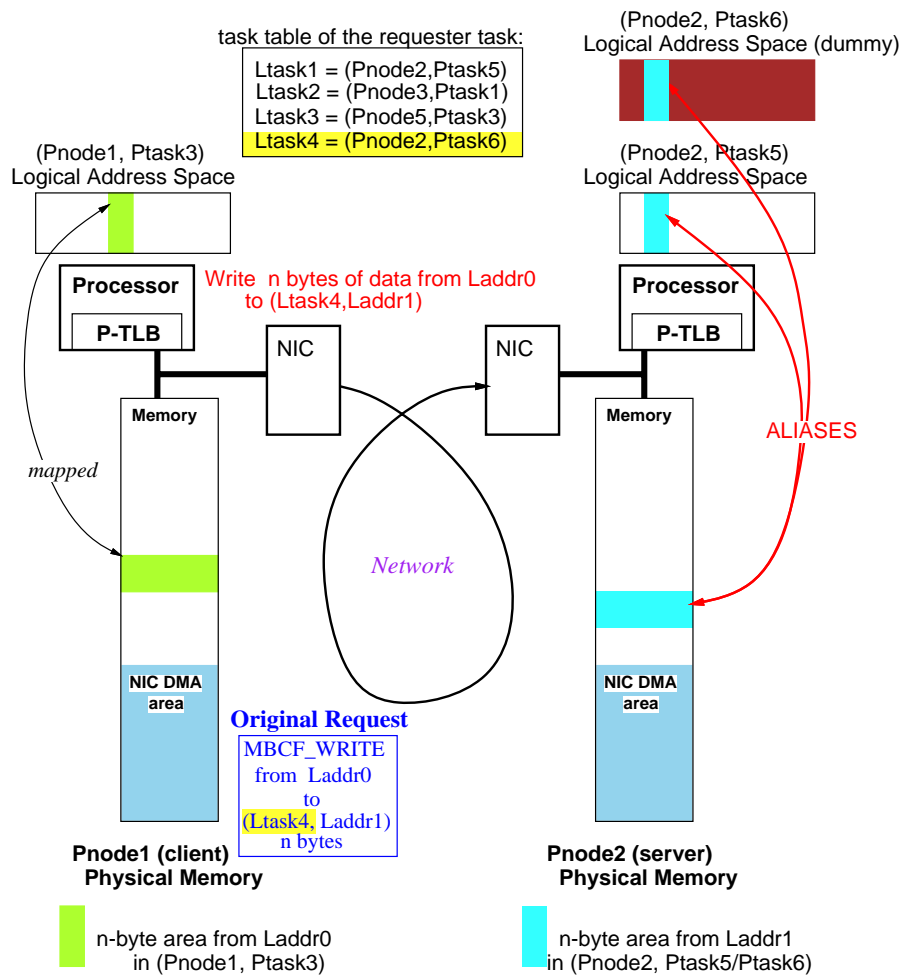 task table of the requester task:
Ltask1 = (Pnode2,Ptask5)
Ltask2 = (Pnode3,Ptask1)
Ltask3 = (Pnode5,Ptask3)
Ltask4 = (Pnode2,Ptask6)
(Pnode2, Ptask6)
Logical Address Space (dummy)
(Pnode1, Ptask3)
Logical Address Space
(Pnode2, Ptask5)
Logical Address Space
Processor
P-TLB
Write n bytes of data from Laddr0
to (Ltask4,Laddr1)
NIC
NIC
Processor
P-TLB
Memory
Memory
ALIASES
mapped
Network
NIC DMA
area
NIC DMA
area
Original Request
MBCF_WRITE
from Laddr0
to
(Ltask4, Laddr1)
n bytes
Pnode1 (client)
Physical Memory
Pnode2 (server)
Physical Memory
n-byte area from Laddr0
in (Pnode1, Ptask3)
n-byte area from Laddr1
in (Pnode2, Ptask5/Ptask6)